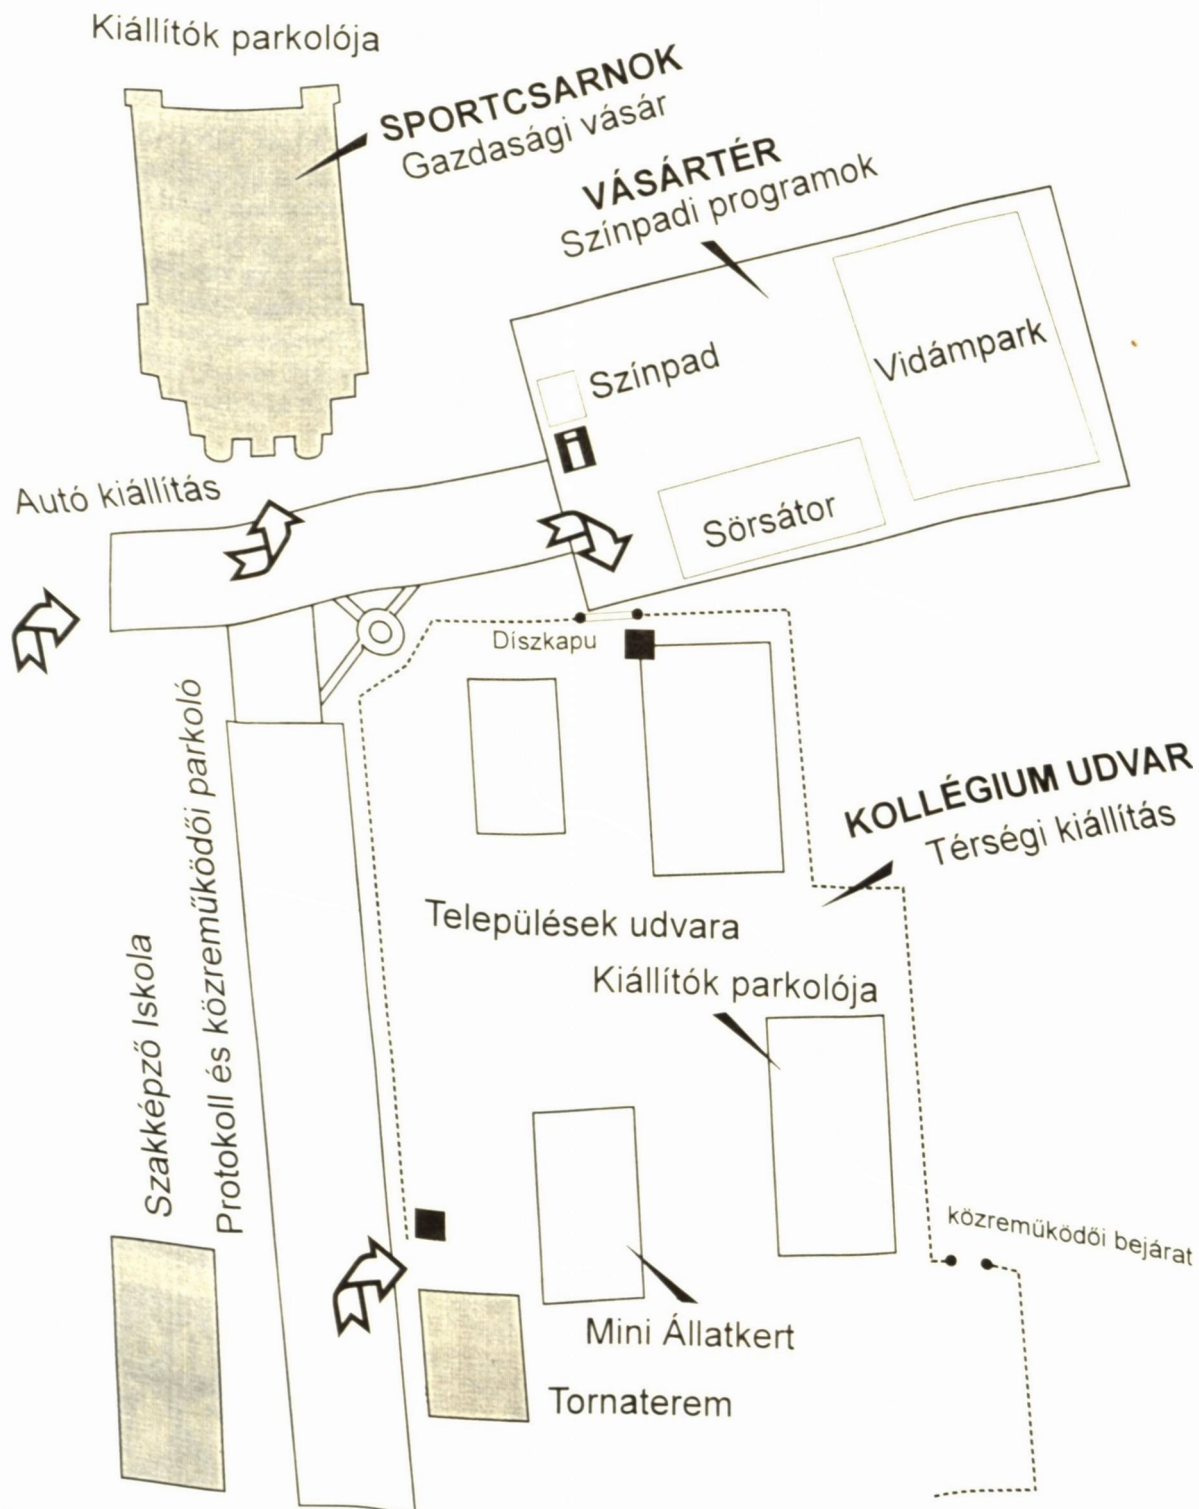 Kiállítók parkolója
SPORTCSARNOK
Gazdasági vásár
VÁSÁRTÉR
Színpadi programok
Színpad
Vidámpark
i
Autó kiállítás
Sörsátor
Díszkapu
Protokoll és közreműködői parkoló
KOLLÉGIUM UDVAR
Térségi kiállítás
Települések udvara
Kiállítók parkolója
Szakképző Iskola
közreműködői bejárat
Mini Állatkert
Tornaterem